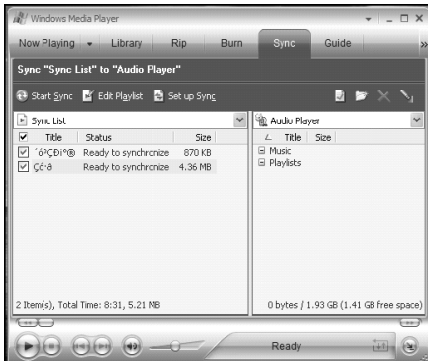 Windows Media Player
Now Playing Library Rip Burn Sync Guide »
Sync "Sync List" to "Audio Player"
Start Sync Edit Playlist Set up Sync
Sync List Audio Player
Title Status Size Title Size
Ready to synchronize 870 KB Music
Ready to synchronize 4.36 MB Playlists
2 Item(s), Total Time: 8:31, 5.21 MB 0 bytes / 1.93 GB (1.41 GB free space)
Ready